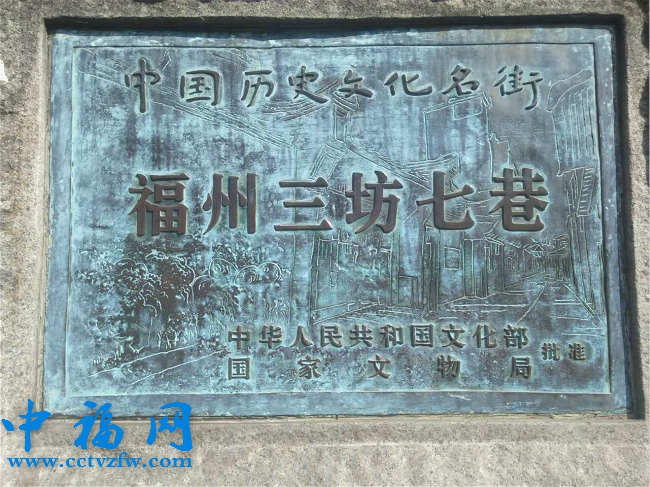 中国历史文化名街
福州三坊七巷
中华人民共和国文化部
国家文物局 批准
中福网
www.cctvzfw.com